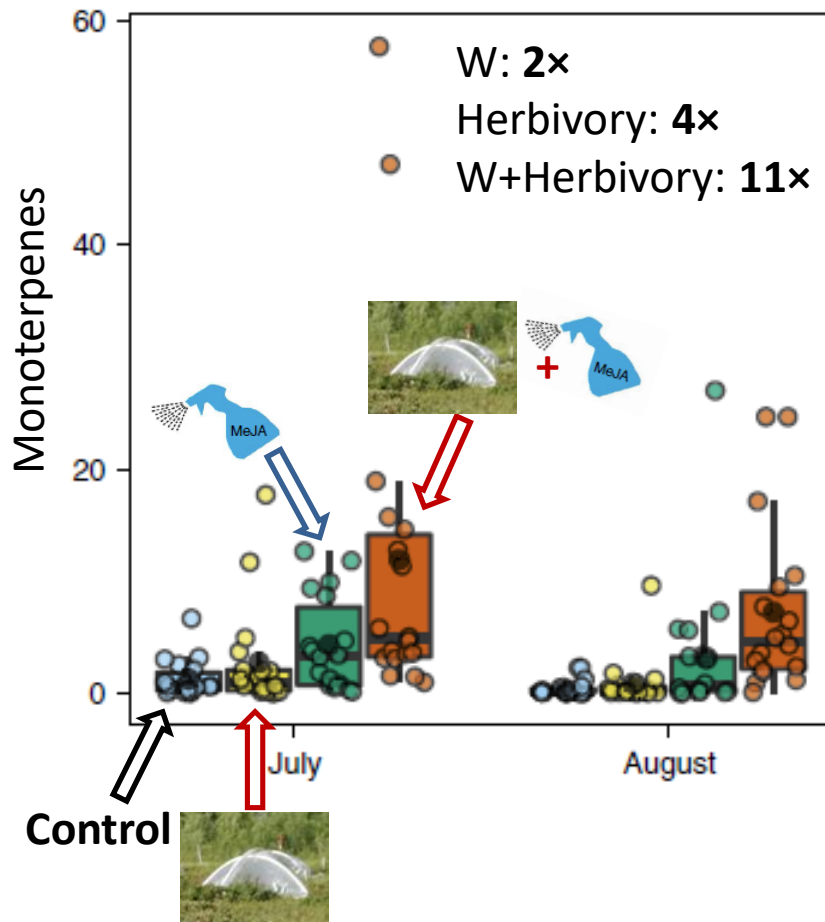 60
W: 2×
Herbivory: 4×
W+Herbivory: 11×
40
Monoterpenes
+
MeJA
MeJA
20
0
July
August
Control